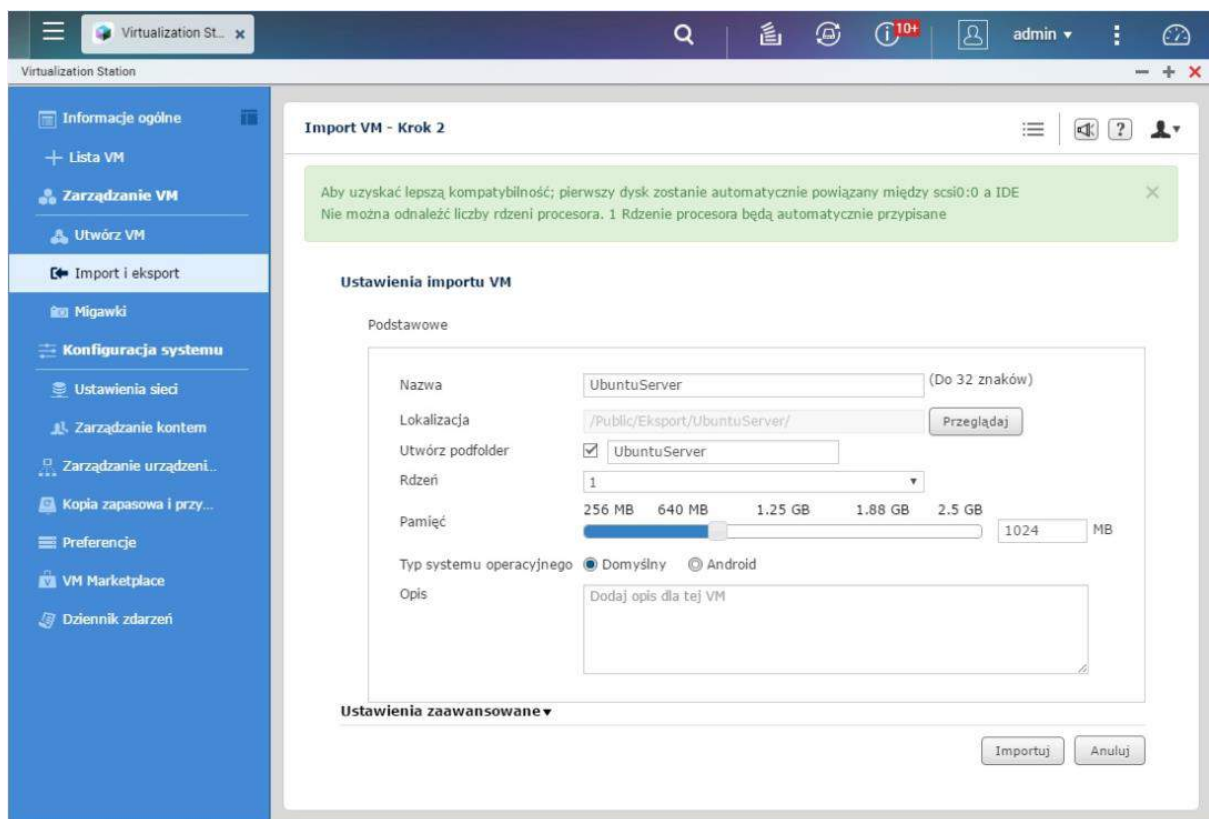 Virtualization St... x
10+
admin
Virtualization Station
Informacje ogólne
Lista VM
Zarządzanie VM
Utwórz VM
Import i eksport
Migawki
Konfiguracja systemu
Ustawienia sieci
Zarządzanie kontem
Zarządzanie urządzeni...
Kopia zapasowa i przy...
Preferencje
VM Marketplace
Dziennik zdarzeń
Import VM - Krok 2
?
Aby uzyskać lepszą kompatybilność; pierwszy dysk zostanie automatycznie powiązany między scsi0:0 a IDE
Nie można odnaleźć liczby rdzeni procesora. 1 Rdzenie procesora będą automatycznie przypisane
Ustawienia importu VM
Podstawowe
Nazwa UbuntuServer (Do 32 znaków)
Lokalizacja /Public/Eksport/UbuntuServer/ Przeglądaj
Utwórz podfolder UbuntuServer
Rdzeń 1
256 MB 640 MB 1.25 GB 1.88 GB 2.5 GB
Pamięć 1024 MB
Typ systemu operacyjnego Domyślny Android
Opis Dodaj opis dla tej VM
Ustawienia zaawansowane
Importuj Anuluj